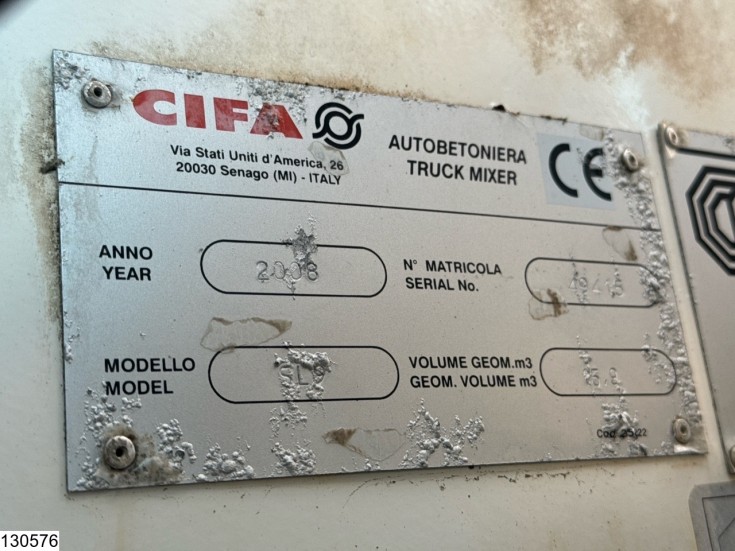 CIFA
Via Stati Uniti d'America, 26
20030 Senago (MI) - ITALY
AUTOBETONIERA
TRUCK MIXER
CE
ANNO
YEAR
2008
N° MATRICOLA
SERIAL No.
MODELLO
MODEL
VOLUME GEOM.m3
GEOM. VOLUME m3
130576